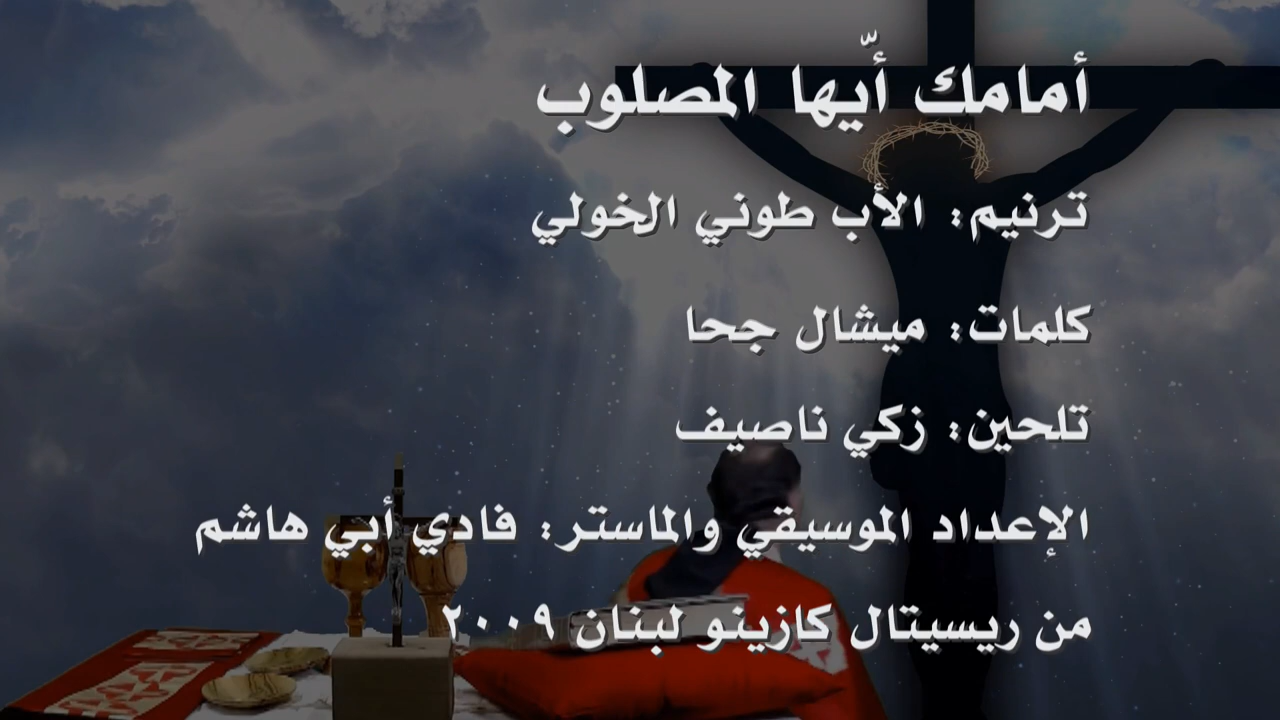 أمامك أيّها المصلوب
ترنيم: الأب طوني الخولي
كلمات: ميشال جحا
تلحين: زكي ناصيف
الإعداد الموسيقي والماستر: فادي أبي هاشم
من ريسيتال كازينو لبنان ٢٠٠٩